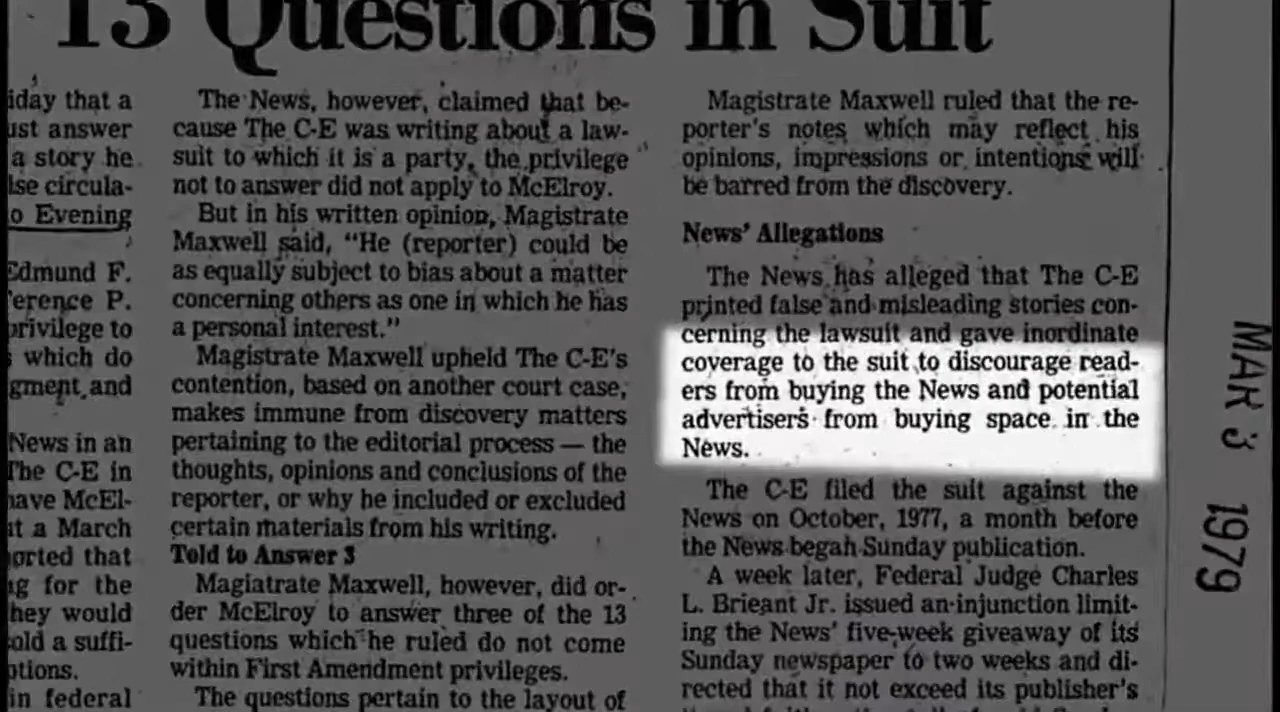 13 Questions in Suit
iday that a
ust answer
a story he
lse circula-
o Evening
Edmund F.
erence P.
privilege to
s which do
gment and
News in an
The C-E in
have McEl-
at a March
orted that
ng for the
they would
old a suffi-
ptions.
in federal
The News, however, claimed that be-
cause The C-E was writing about a law-
suit to which it is a party, the privilege
not to answer did not apply to McElroy.
But in his written opinion, Magistrate
Maxwell said, “He (reporter) could be
as equally subject to bias about a matter
concerning others as one in which he has
a personal interest.”
Magistrate Maxwell upheld The C-E’s
contention, based on another court case,
makes immune from discovery matters
pertaining to the editorial process — the
thoughts, opinions and conclusions of the
reporter, or why he included or excluded
certain materials from his writing.
Told to Answer 3
Magiatrate Maxwell, however, did or-
der McElroy to answer three of the 13
questions which he ruled do not come
within First Amendment privileges.
The questions pertain to the layout of
Magistrate Maxwell ruled that the re-
porter’s notes which may reflect his
opinions, impressions or intentions will
be barred from the discovery.
News’ Allegations
The News has alleged that The C-E
printed false and misleading stories con-
cerning the lawsuit and gave inordinate
coverage to the suit to discourage read-
ers from buying the News and potential
advertisers from buying space in the
News.
The C-E filed the suit against the
News on October, 1977, a month before
the News begah Sunday publication.
A week later, Federal Judge Charles
L. Brieant Jr. issued an injunction limit-
ing the News’ five-week giveaway of its
Sunday newspaper to two weeks and di-
rected that it not exceed its publisher’s
MAR 3 1979